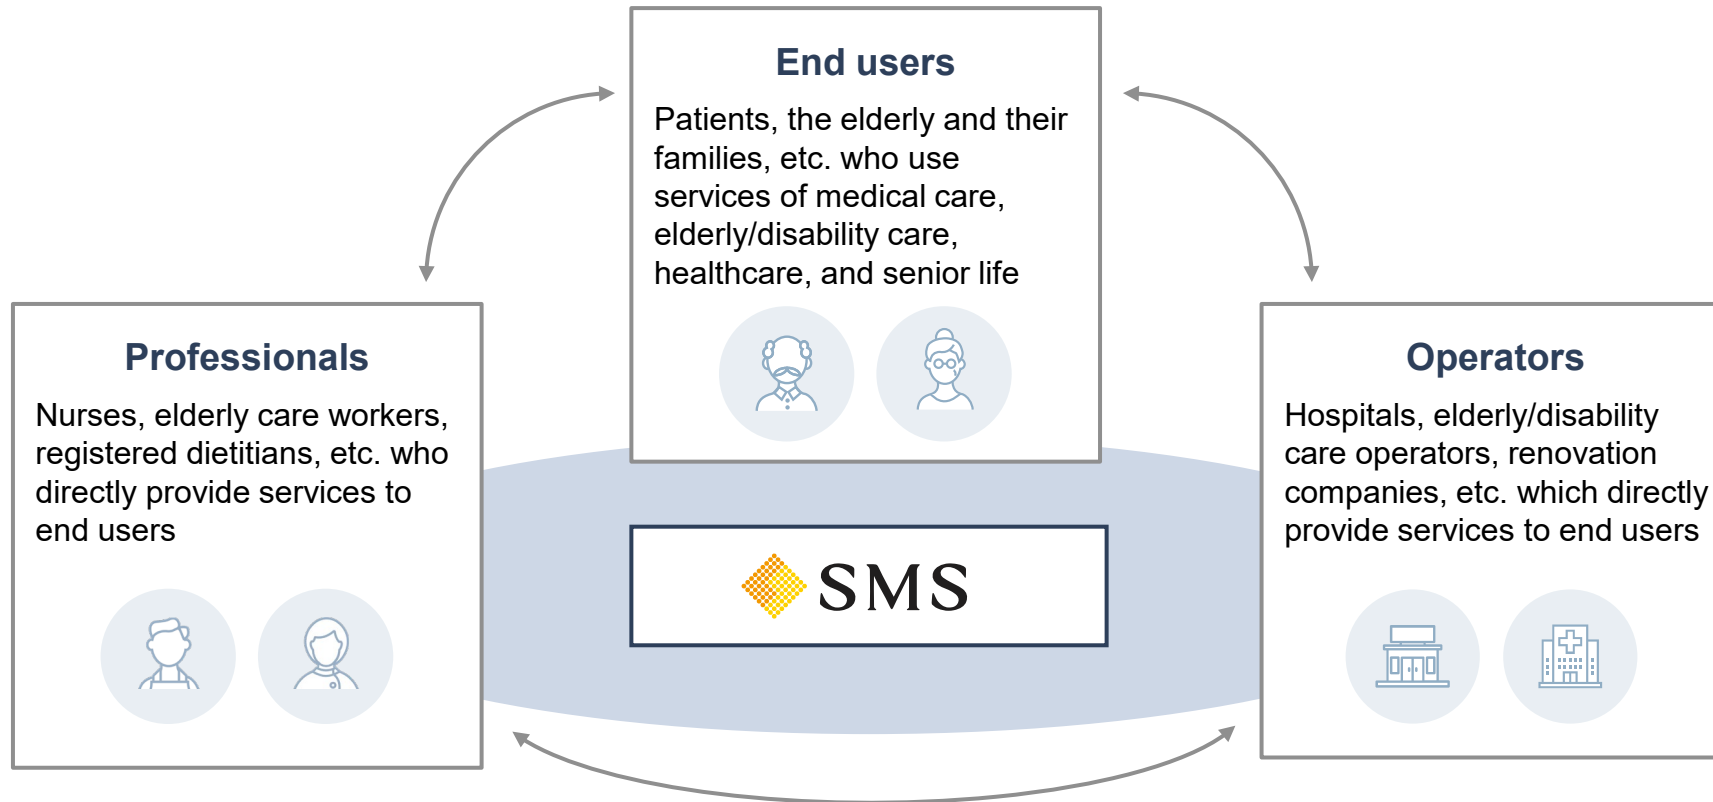 End users
Patients, the elderly and their
families, etc. who use
services of medical care,
elderly/disability care,
healthcare, and senior life
Professionals
Nurses, elderly care workers,
registered dietitians, etc. who
directly provide services to
end users
Operators
Hospitals, elderly/disability
care operators, renovation
companies, etc. which directly
provide services to end users
SMS